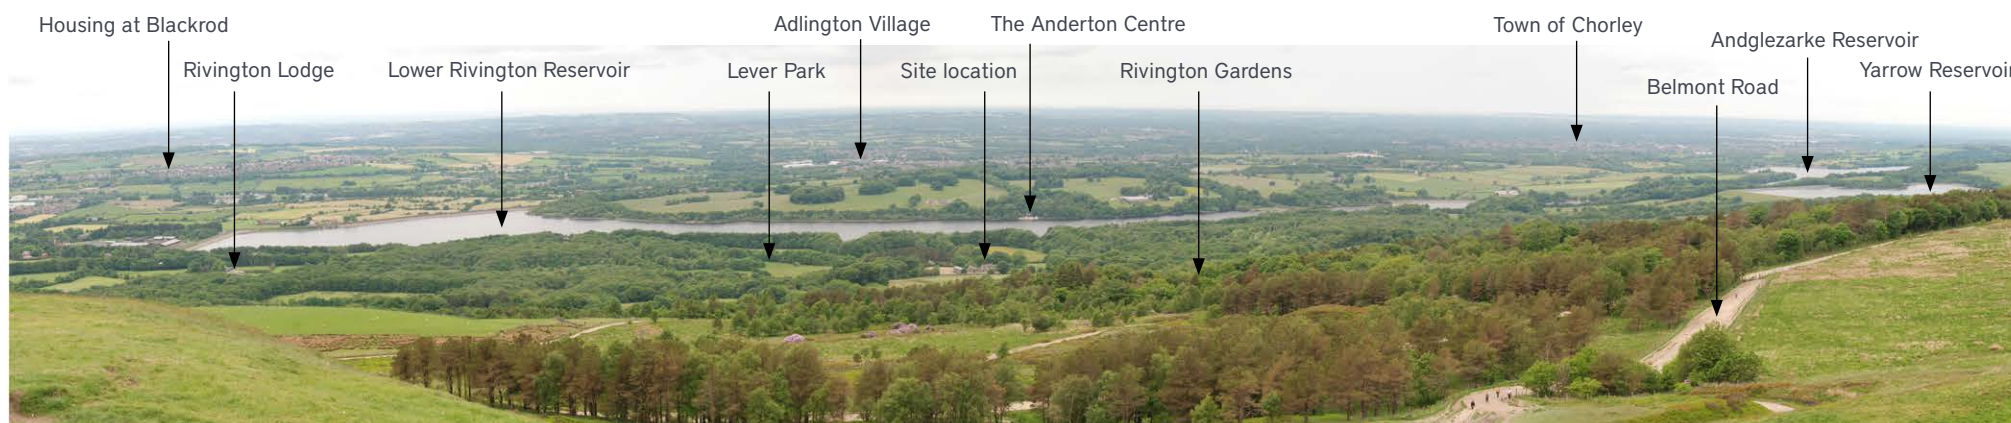 Housing at Blackrod
Adlington Village
The Anderton Centre
Town of Chorley
Andglezarke Reservoir
Rivington Lodge
Lower Rivington Reservoir
Lever Park
Site location
Rivington Gardens
Yarrow Reservoir
Belmont Road